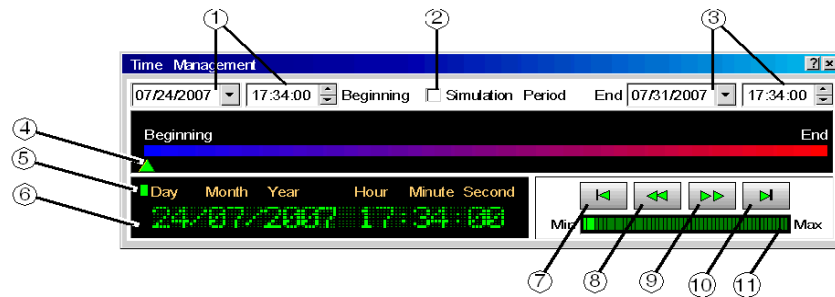 1 2 3
Time Management ? ×
07/24/2007 17:34:00 Beginning Simulation Period End 07/31/2007 17:34:00
4 Beginning End
5 Day Month Year Hour Minute Second
6 24/07/2007 17:34:00
Min Max
7 8 9 10 11